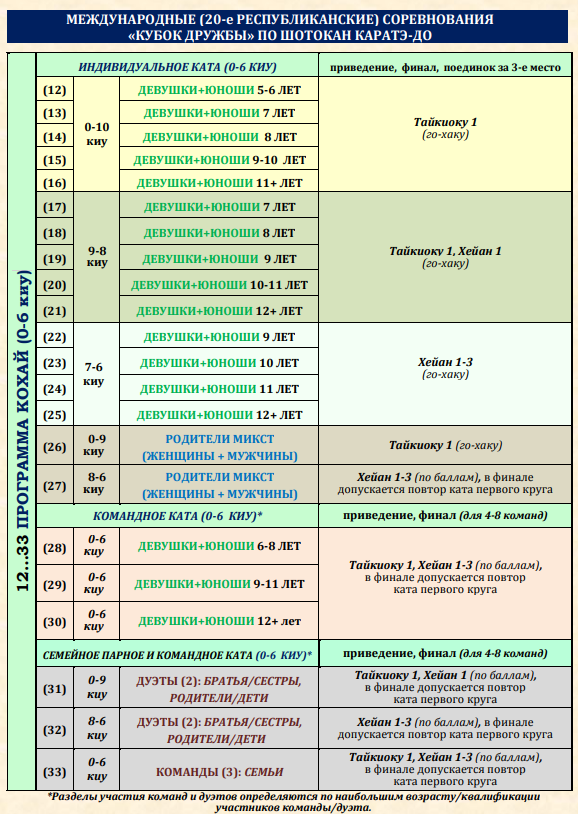 МЕЖДУНАРОДНЫЕ (20-е РЕСПУБЛИКАНСКИЕ) СОРЕВНОВАНИЯ
«КУБОК ДРУЖБЫ» ПО ШОТОКАН КАРАТЭ-ДО
12...33 ПРОГРАММА КОХАЙ (0-6 киу)
ИНДИВИДУАЛЬНОЕ КАТА (0-6 КИУ) приведение, финал, поединок за 3-е место
(12) ДЕВУШКИ+ЮНОШИ 5-6 ЛЕТ
(13) ДЕВУШКИ+ЮНОШИ 7 ЛЕТ
(14) ДЕВУШКИ+ЮНОШИ 8 ЛЕТ
(15) ДЕВУШКИ+ЮНОШИ 9-10 ЛЕТ
(16) ДЕВУШКИ+ЮНОШИ 11+ ЛЕТ
0-10
киу
Тайкиоку 1
(го-хаку)
(17) ДЕВУШКИ+ЮНОШИ 7 ЛЕТ
(18) ДЕВУШКИ+ЮНОШИ 8 ЛЕТ
(19) ДЕВУШКИ+ЮНОШИ 9 ЛЕТ
(20) ДЕВУШКИ+ЮНОШИ 10-11 ЛЕТ
(21) ДЕВУШКИ+ЮНОШИ 12+ ЛЕТ
9-8
киу
Тайкиоку 1, Хейан 1
(го-хаку)
(22) ДЕВУШКИ+ЮНОШИ 9 ЛЕТ
(23) ДЕВУШКИ+ЮНОШИ 10 ЛЕТ
(24) ДЕВУШКИ+ЮНОШИ 11 ЛЕТ
(25) ДЕВУШКИ+ЮНОШИ 12+ ЛЕТ
7-6
киу
Хейан 1-3
(го-хаку)
(26) 0-9
киу
РОДИТЕЛИ МИКСТ
(ЖЕНЩИНЫ + МУЖЧИНЫ)
Тайкиоку 1 (го-хаку)
(27) 8-6
киу
РОДИТЕЛИ МИКСТ
(ЖЕНЩИНЫ + МУЖЧИНЫ)
Хейан 1-3 (по баллам), в финале
допускается повтор ката первого круга
КОМАНДНОЕ КАТА (0-6 КИУ)* приведение, финал (для 4-8 команд)
(28) 0-6
киу
ДЕВУШКИ+ЮНОШИ 6-8 ЛЕТ
(29) 0-6
киу
ДЕВУШКИ+ЮНОШИ 9-11 ЛЕТ
(30) 0-6
киу
ДЕВУШКИ+ЮНОШИ 12+ лет
Тайкиоку 1, Хейан 1-3 (по баллам),
в финале допускается повтор
ката первого круга
СЕМЕЙНОЕ ПАРНОЕ И КОМАНДНОЕ КАТА (0-6 КИУ)* приведение, финал (для 4-8 команд)
(31) 0-9
киу
ДУЭТЫ (2): БРАТЬЯ/СЕСТРЫ,
РОДИТЕЛИ/ДЕТИ
Тайкиоку 1, Хейан 1 (по баллам),
в финале допускается повтор ката
первого круга
(32) 8-6
киу
ДУЭТЫ (2): БРАТЬЯ/СЕСТРЫ,
РОДИТЕЛИ/ДЕТИ
Хейан 1-3 (по баллам), в финале
допускается повтор ката первого круга
(33) 0-6
киу
КОМАНДЫ (3): СЕМЬИ
Тайкиоку 1, Хейан 1-3 (по баллам),
в финале допускается повтор
ката первого круга
*Разделы участия команд и дуэтов определяются по наибольшим возрасту/квалификации
участников команды/дуэта.